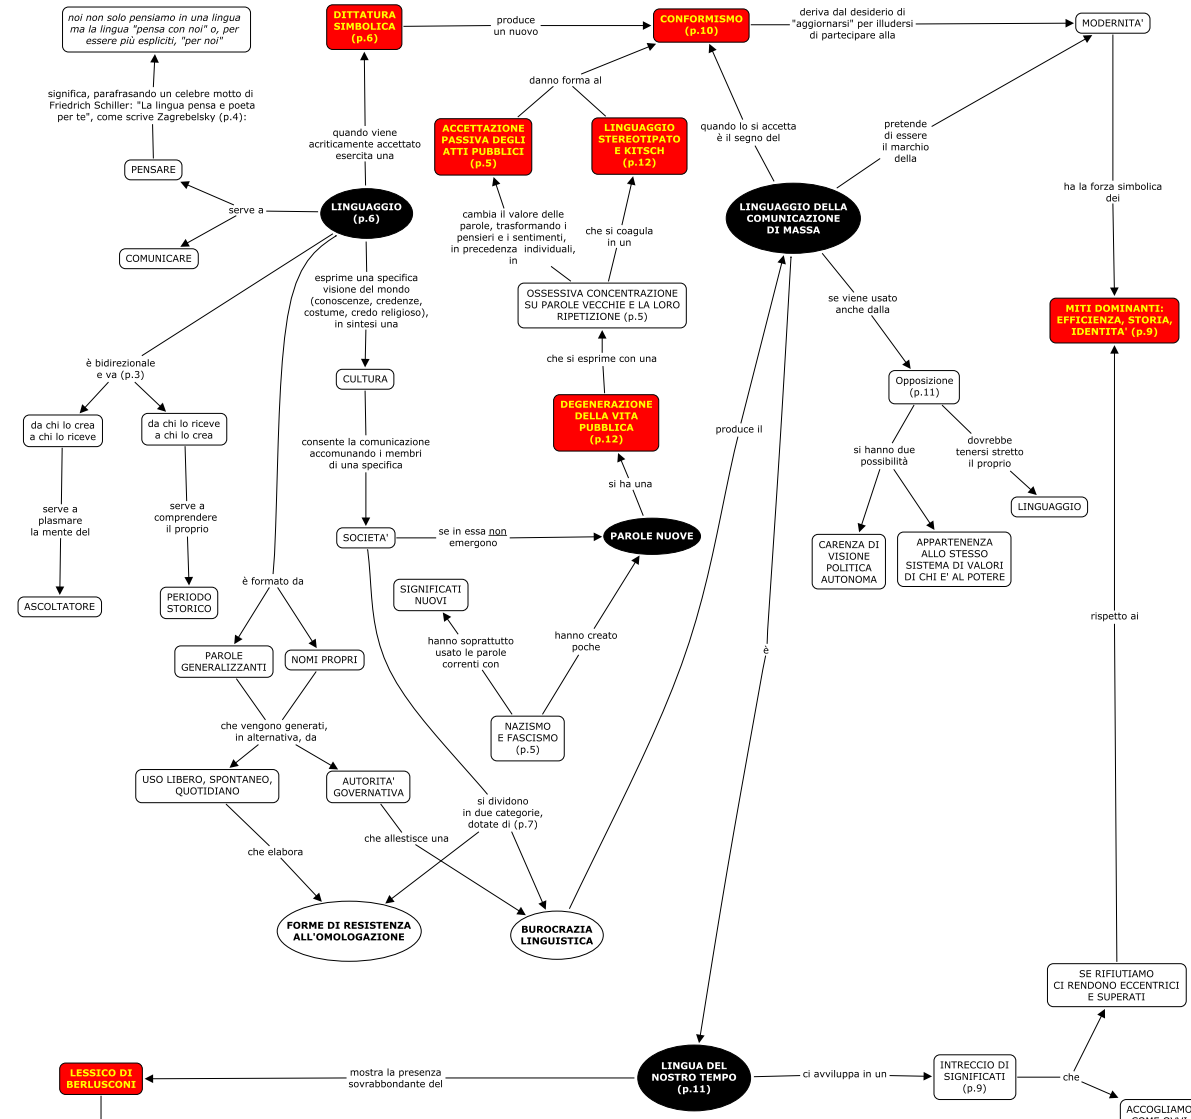 noi non solo pensiamo in una lingua
ma la lingua "pensa con noi" o, per
essere più espliciti, "per noi"
DITTATURA
SIMBOLICA
(p.6)
produce
un nuovo
CONFORMISMO
(p.10)
deriva dal desiderio di
"aggiornarsi" per illudersi
di partecipare alla
MODERNITA'
significa, parafrasando un celebre motto di
Friedrich Schiller: "La lingua pensa e poeta
per te", come scrive Zagrebelsky (p.4):
danno forma al
quando viene
acriticamente accettato
esercita una
ACCETTAZIONE
PASSIVA DEGLI
ATTI PUBBLICI
(p.5)
LINGUAGGIO
STEREOTIPATO
E KITSCH
(p.12)
quando lo si accetta
è il segno del
pretende
di essere
il marchio
della
PENSARE
serve a
LINGUAGGIO
(p.6)
COMUNICARE
cambia il valore delle
parole, trasformando i
pensieri e i sentimenti,
in precedenza  individuali,
in
che si coagula
in un
LINGUAGGIO DELLA
COMUNICAZIONE
DI MASSA
ha la forza simbolica
dei
esprime una specifica
visione del mondo
(conoscenze, credenze,
costume, credo religioso),
in sintesi una
OSSESSIVA CONCENTRAZIONE
SU PAROLE VECCHIE E LA LORO
RIPETIZIONE (p.5)
se viene usato
anche dalla
MITI DOMINANTI:
EFFICIENZA, STORIA,
IDENTITA' (p.9)
è bidirezionale
e va (p.3)
CULTURA
che si esprime con una
Opposizione
(p.11)
da chi lo crea
a chi lo riceve
da chi lo riceve
a chi lo crea
DEGENERAZIONE
DELLA VITA
PUBBLICA
(p.12)
produce il
consente la comunicazione
accomunando i membri
di una specifica
si hanno due
possibilità
dovrebbe
tenersi stretto
il proprio
si ha una
serve a
plasmare
la mente del
serve a
comprendere
il proprio
LINGUAGGIO
SOCIETA'
se in essa non
emergono
PAROLE NUOVE
CARENZA DI
VISIONE
POLITICA
AUTONOMA
APPARTENENZA
ALLO STESSO
SISTEMA DI VALORI
DI CHI E' AL POTERE
è formato da
SIGNIFICATI
NUOVI
ASCOLTATORE
PERIODO
STORICO
rispetto ai
hanno soprattutto
usato le parole
correnti con
hanno creato
poche
è
PAROLE
GENERALIZZANTI
NOMI PROPRI
che vengono generati,
in alternativa, da
NAZISMO
E FASCISMO
(p.5)
USO LIBERO, SPONTANEO,
QUOTIDIANO
AUTORITA'
GOVERNATIVA
si dividono
in due categorie,
dotate di (p.7)
che elabora
che allestisce una
FORME DI RESISTENZA
ALL'OMOLOGAZIONE
BUROCRAZIA
LINGUISTICA
SE RIFIUTIAMO
CI RENDONO ECCENTRICI
E SUPERATI
LESSICO DI
BERLUSCONI
mostra la presenza
sovrabbondante del
LINGUA DEL
NOSTRO TEMPO
(p.11)
ci avviluppa in un
INTRECCIO DI
SIGNIFICATI
(p.9)
che
ACCOGLIAMO
COME OVVI